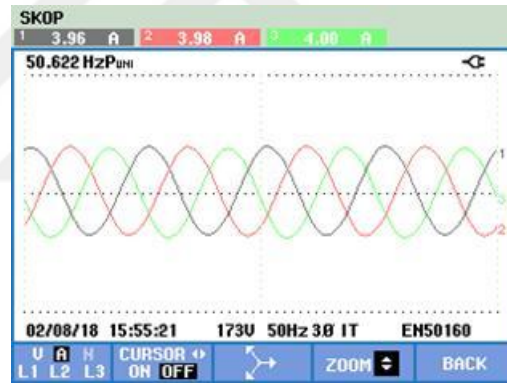 SKOP
1 3.96 A 2 3.98 A 3 4.00 A
50.622 HzPUNI
1
3
2
02/08/18 15:55:21 173V 50Hz 3Ø IT EN50160
U A H CURSOR ON OFF ZOOM BACK
L1 L2 L3